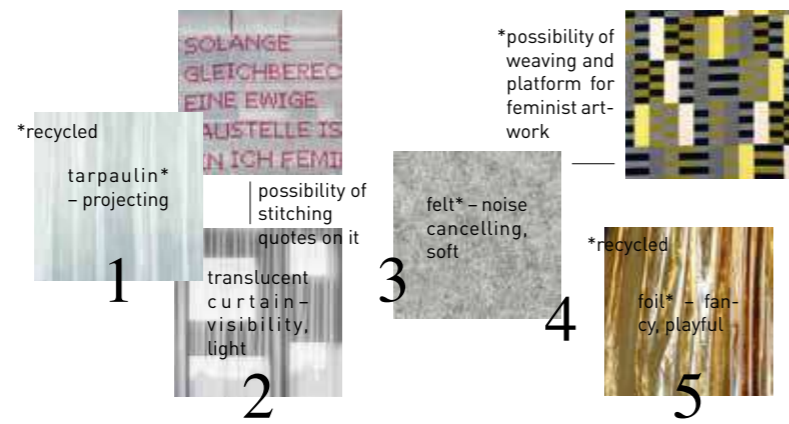 SOLANGE
GLEICHBEREC
EINE EWIGE
AUSTELLE IS
N ICH FEMI
*recycled
tarpaulin*
– projecting
1
possibility of
stitching
quotes on it
translucent
curtain –
visibility,
light
2
felt* – noise
cancelling,
soft
3
*possibility of
weaving and
platform for
feminist art-
work
4
*recycled
foil* – fan-
cy, playful
5